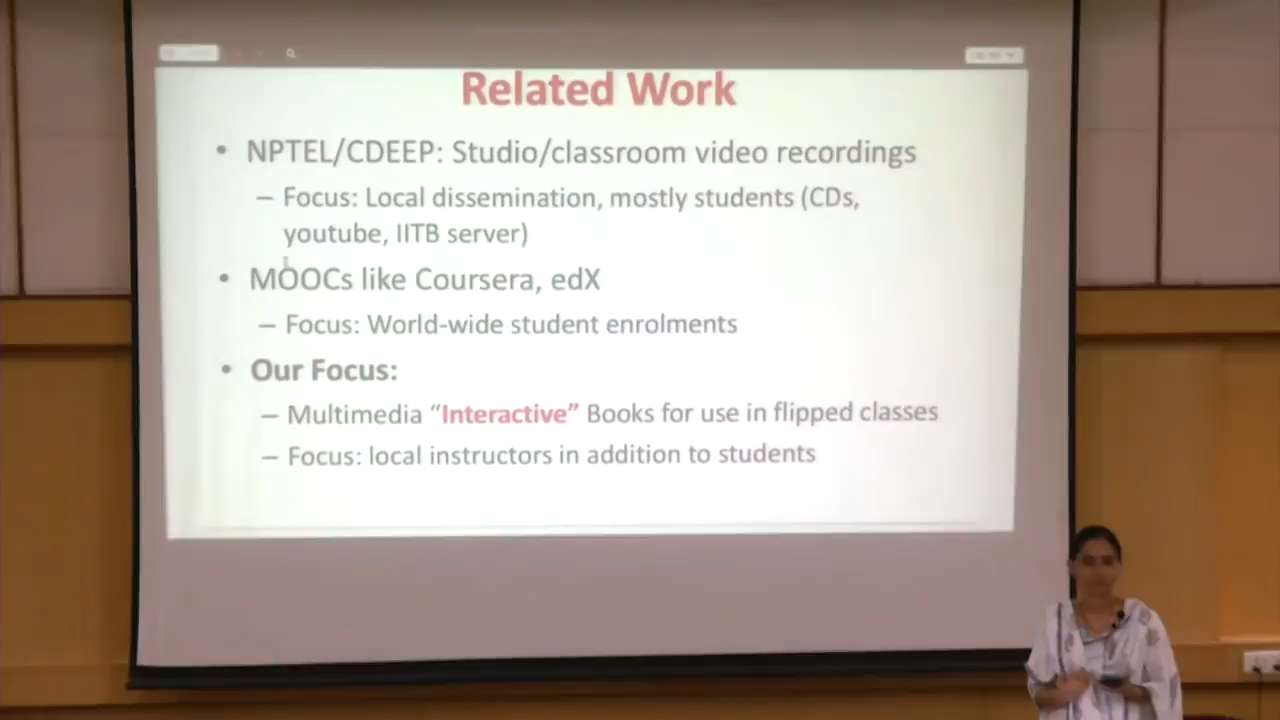 Related Work
• NPTEL/CDEEP: Studio/classroom video recordings
– Focus: Local dissemination, mostly students (CDs,
youtube, IITB server)
• MOOCs like Coursera, edX
– Focus: World-wide student enrolments
• Our Focus:
– Multimedia “Interactive” Books for use in flipped classes
– Focus: local instructors in addition to students